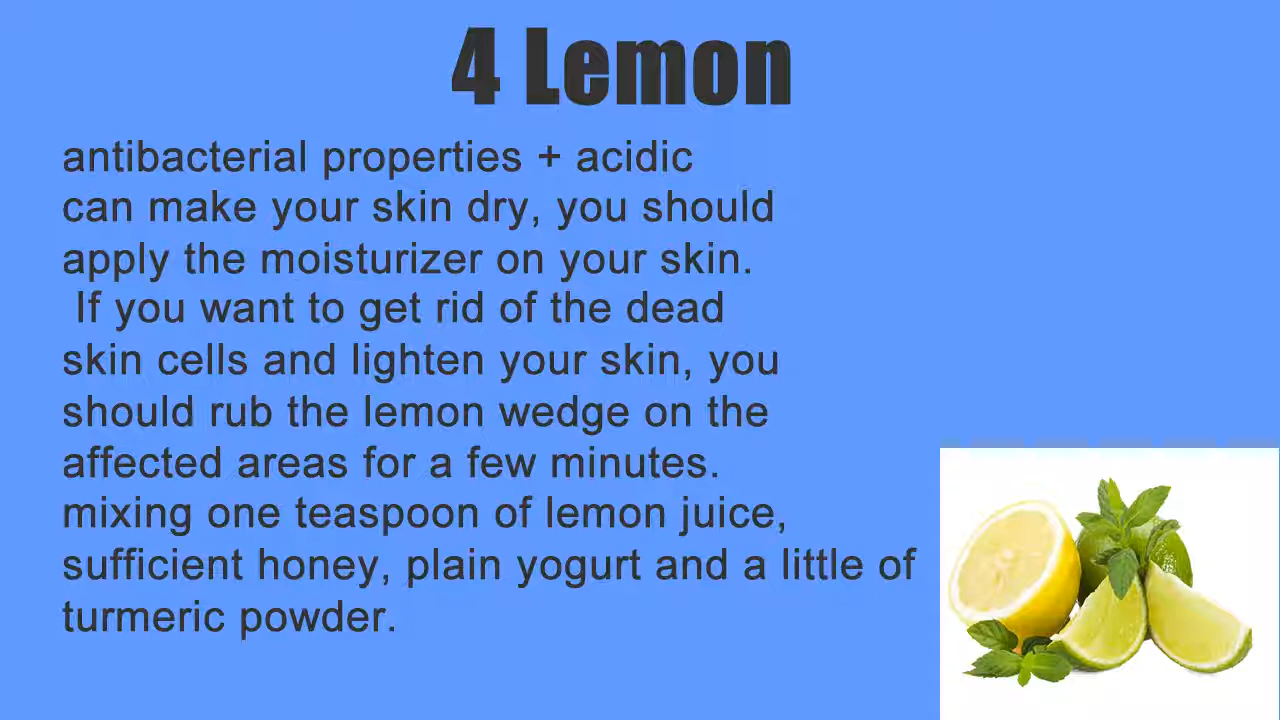 4 Lemon
antibacterial properties + acidic
can make your skin dry, you should
apply the moisturizer on your skin.
If you want to get rid of the dead
skin cells and lighten your skin, you
should rub the lemon wedge on the
affected areas for a few minutes.
mixing one teaspoon of lemon juice,
sufficient honey, plain yogurt and a little of
turmeric powder.